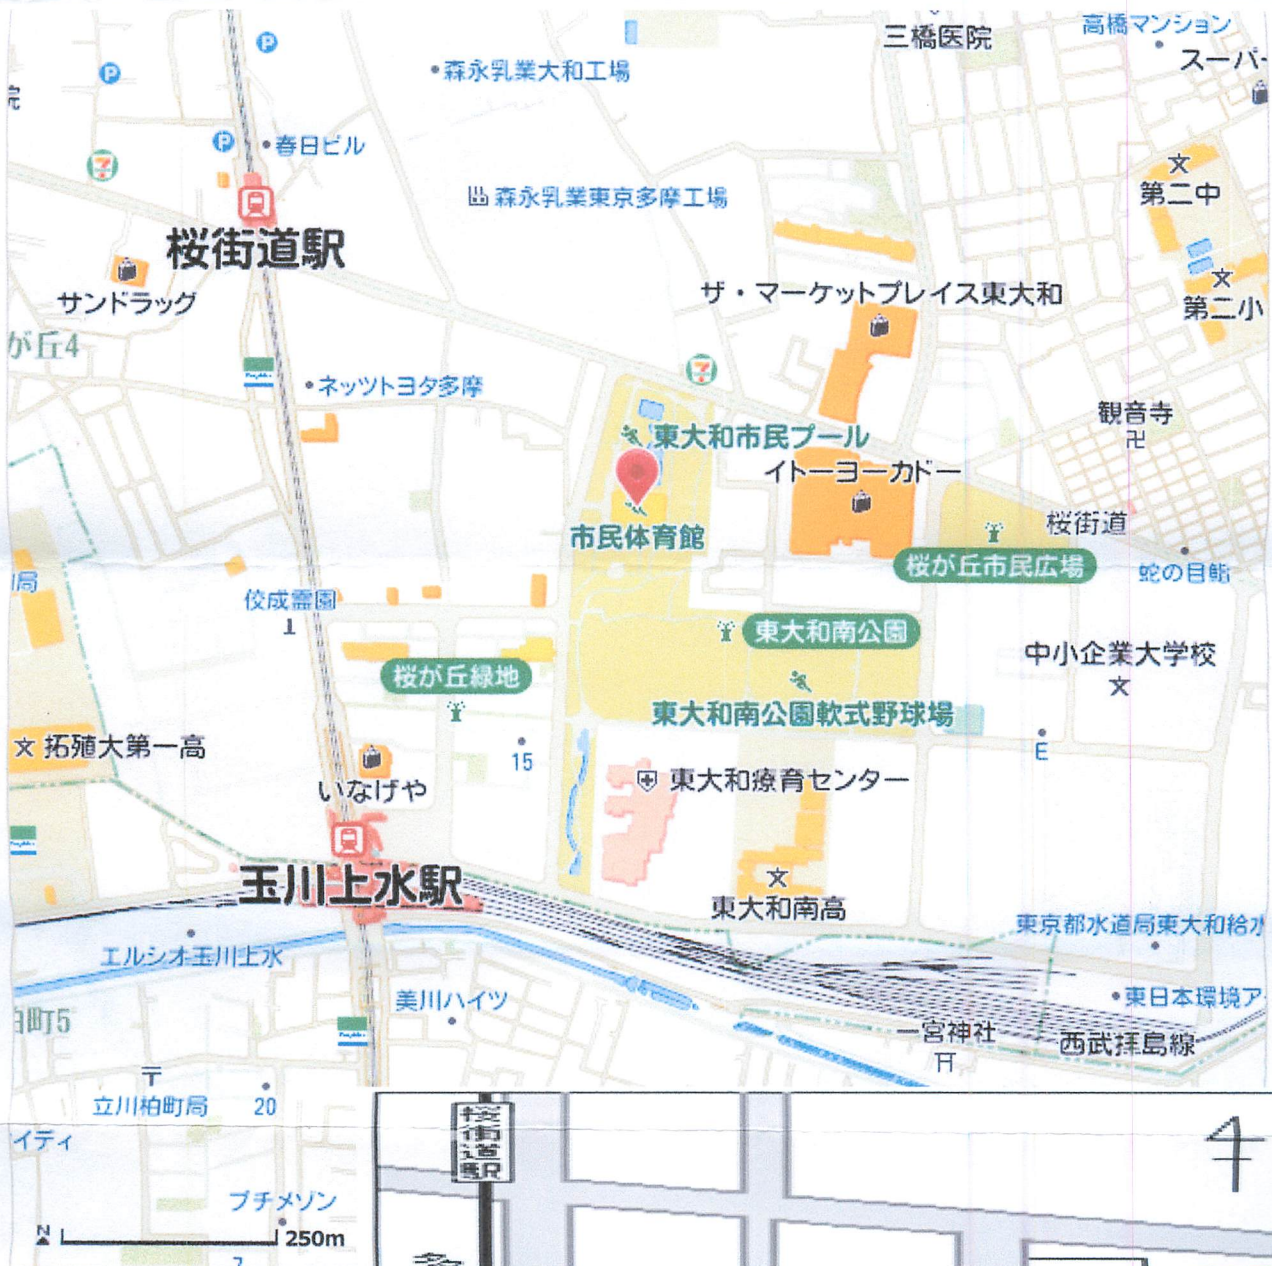 三橋医院
高橋マンション
スーパー
森永乳業大和工場
院
P
P
P
春日ビル
7
森永乳業東京多摩工場
第二中
桜街道駅
サンドラッグ
ザ・マーケットプレイス東大和
第二小
が丘4
7
ネッツトヨタ多摩
観音寺
卍
東大和市民プール
イトーヨーカドー
市民体育館
桜街道
桜が丘市民広場
蛇の目鮨
局
佼成霊園
東大和南公園
中小企業大学校
文
桜が丘緑地
東大和南公園軟式野球場
文 拓殖大第一高
15
E
いなげや
東大和療育センター
玉川上水駅
文
東大和南高
東京都水道局東大和給水
エルシオ玉川上水
美川ハイツ
東日本環境ア
町5
一宮神社
西武拝島線
〒
立川柏町局
20
イティ
桜街道駅
プチメゾン
N
250m
7